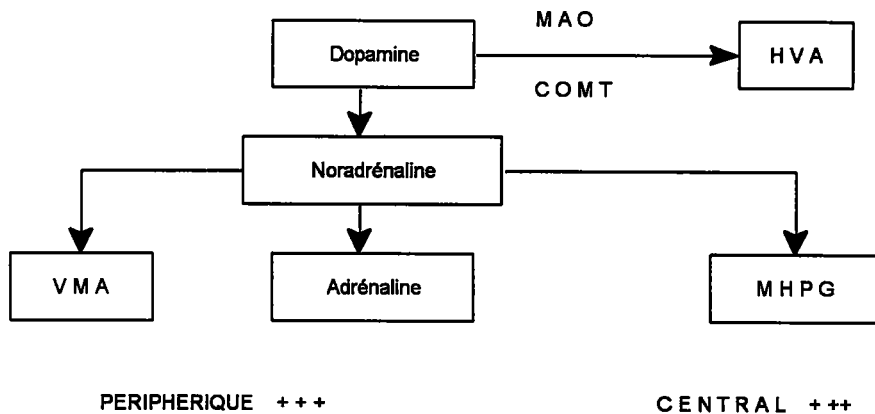 MAO
Dopamine
HVA
COMT
Noradrénaline
VMA
Adrénaline
MHPG
PERIPHERIQUE +++
CENTRAL +++